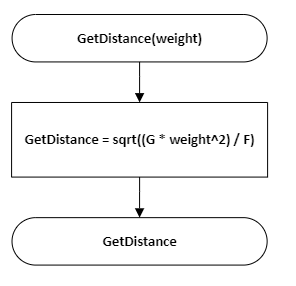 GetDistance(weight)
GetDistance = sqrt((G * weight^2) / F)
GetDistance